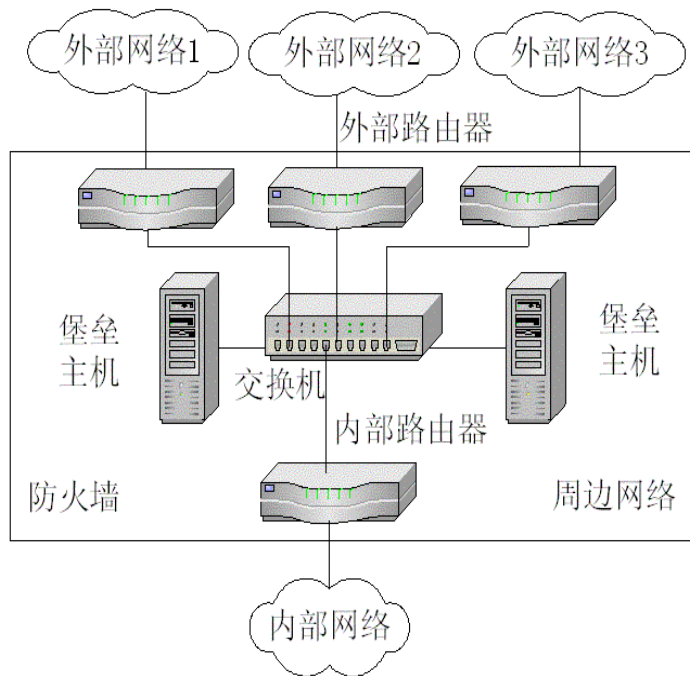 外部网络1
外部网络2
外部网络3
外部路由器
堡垒
主机
堡垒
主机
交换机
内部路由器
防火墙
周边网络
内部网络